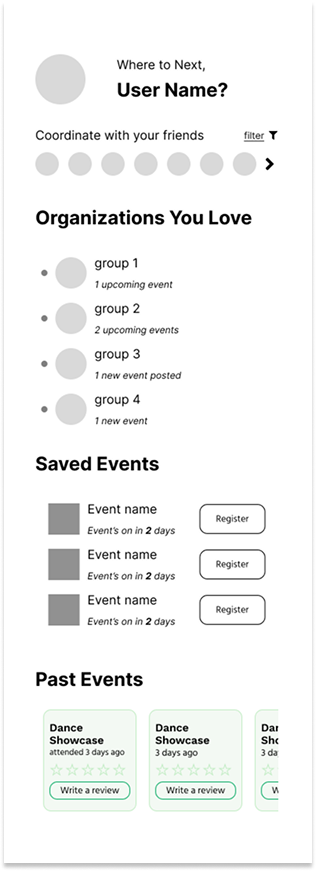 Where to Next,
User Name?
Coordinate with your friends
filter
Organizations You Love
group 1
1 upcoming event
group 2
2 upcoming events
group 3
1 new event posted
group 4
1 new event
Saved Events
Event name
Event's on in 2 days
Register
Event name
Event's on in 2 days
Register
Event name
Event's on in 2 days
Register
Past Events
Dance
Showcase
attended 3 days ago
Write a review
Dance
Showcase
3 days ago
Write a review
Dan
Sho
3 da
W